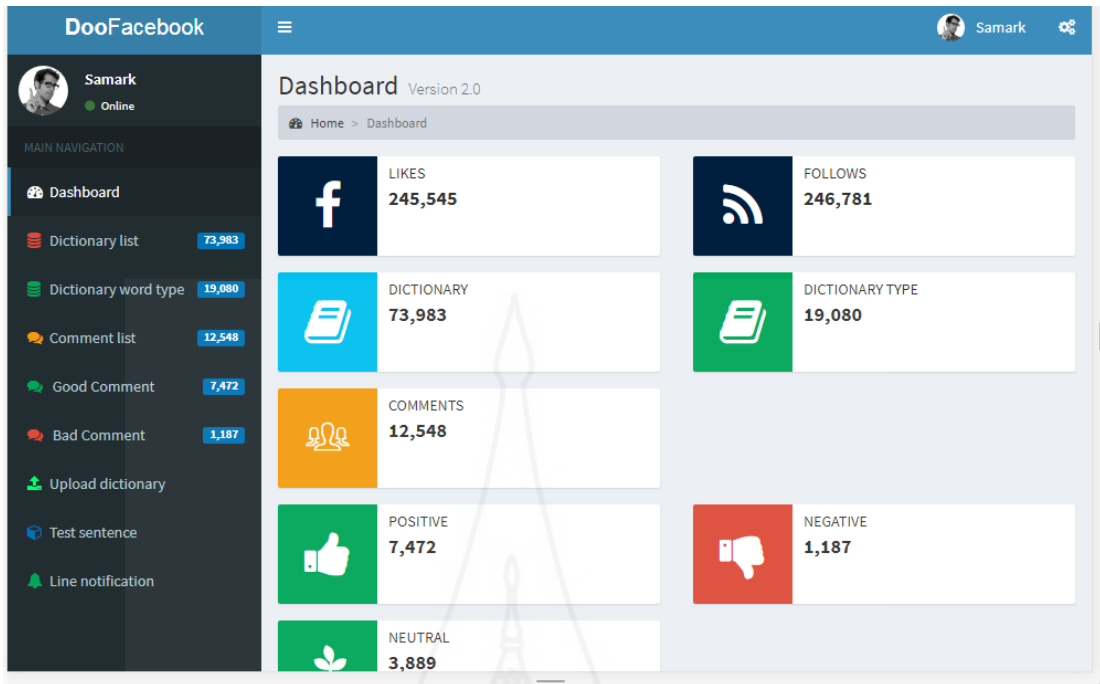 DooFacebook
Samark
Samark
Online
MAIN NAVIGATION
Dashboard
Dictionary list 73,983
Dictionary word type 19,080
Comment list 12,548
Good Comment 7,472
Bad Comment 1,187
Upload dictionary
Test sentence
Line notification
Dashboard Version 2.0
Home > Dashboard
LIKES
245,545
FOLLOWS
246,781
DICTIONARY
73,983
DICTIONARY TYPE
19,080
COMMENTS
12,548
POSITIVE
7,472
NEGATIVE
1,187
NEUTRAL
3,889